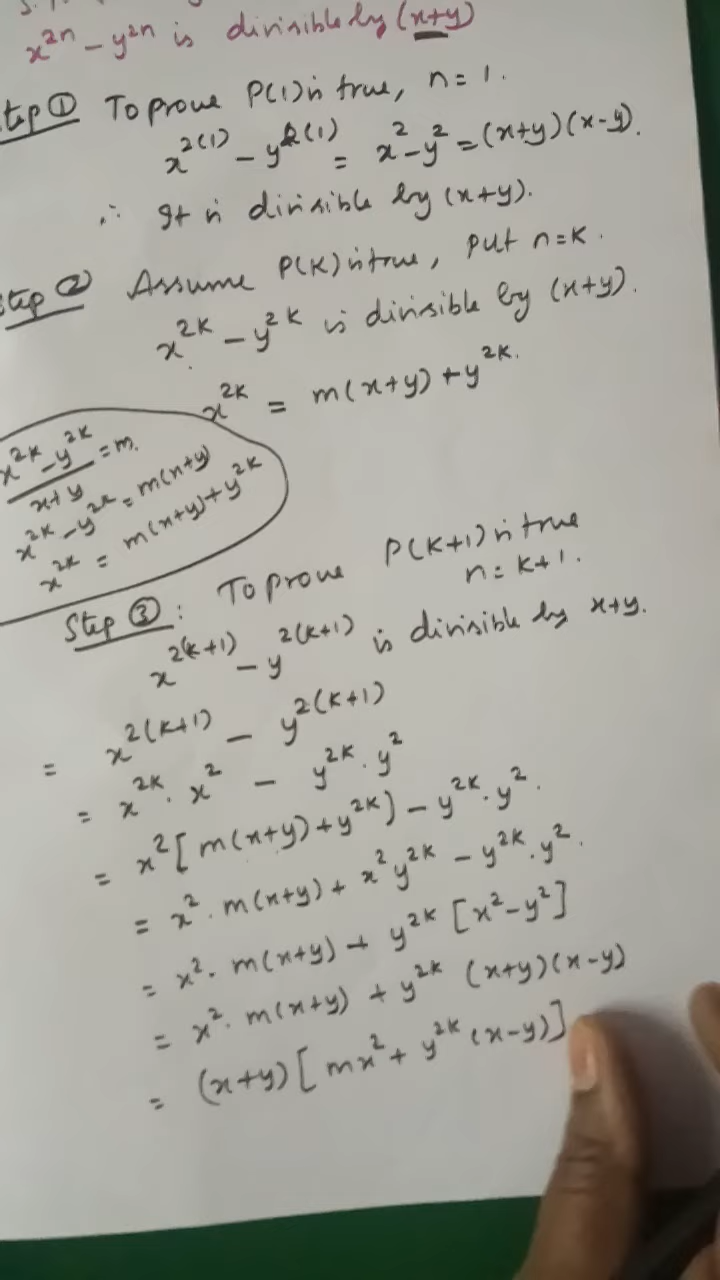 x^{2n} - y^{2n} is divisible by (x+y)
Step ① To prove P(1) is true, n = 1.
x^{2(1)} - y^{2(1)} = x^2 - y^2 = (x+y)(x-y).
∴ It is divisible by (x+y).
Step ② Assume P(K) is true, put n=K.
x^{2K} - y^{2K} is divisible by (x+y).
x^{2K} = m(x+y) + y^{2K}.
\frac{x^{2K} - y^{2K}}{x+y} = m.
x^{2K} - y^{2K} = m(x+y)
x^{2K} = m(x+y) + y^{2K}
Step ③: To prove P(K+1) is true
n = K+1.
x^{2(K+1)} - y^{2(K+1)} is divisible by x+y.
= x^{2(K+1)} - y^{2(K+1)}
= x^{2K} . x^2 - y^{2K} . y^2
= x^2 [m(x+y) + y^{2K}] - y^{2K} . y^2.
= x^2 . m(x+y) + x^2 y^{2K} - y^{2K} . y^2.
= x^2 . m(x+y) + y^{2K} [x^2 - y^2]
= x^2 . m(x+y) + y^{2K} (x+y)(x-y)
= (x+y) [mx^2 + y^{2K} (x-y)]